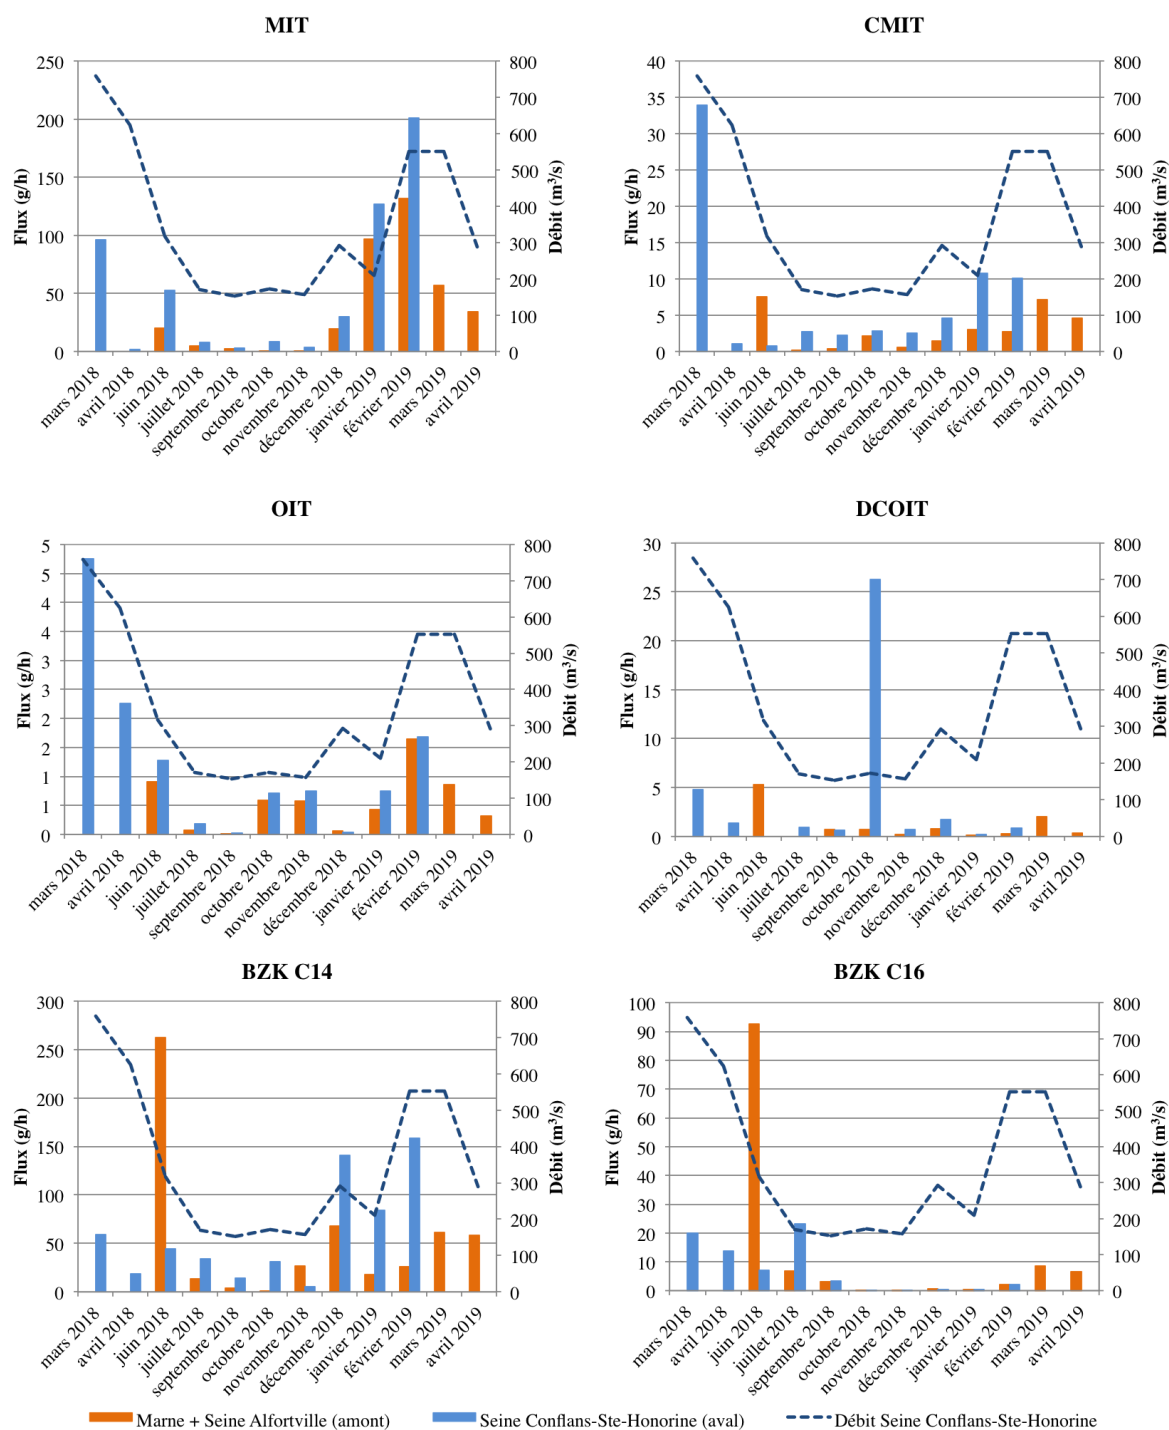 MIT
250
200
150
100
50
0
Flux (g/h)
800
700
600
500
400
300
200
100
0
Débit (m³/s)
mars 2018
avril 2018
juin 2018
juillet 2018
septembre 2018
octobre 2018
novembre 2018
décembre 2018
janvier 2019
février 2019
mars 2019
avril 2019
CMIT
40
35
30
25
20
15
10
5
0
Flux (g/h)
800
700
600
500
400
300
200
100
0
Débit (m³/s)
mars 2018
avril 2018
juin 2018
juillet 2018
septembre 2018
octobre 2018
novembre 2018
décembre 2018
janvier 2019
février 2019
mars 2019
avril 2019
OIT
5
5
4
4
3
3
2
2
1
1
0
Flux (g/h)
800
700
600
500
400
300
200
100
0
Débit (m³/s)
mars 2018
avril 2018
juin 2018
juillet 2018
septembre 2018
octobre 2018
novembre 2018
décembre 2018
janvier 2019
février 2019
mars 2019
avril 2019
DCOIT
30
25
20
15
10
5
0
Flux (g/h)
800
700
600
500
400
300
200
100
0
Débit (m³/s)
mars 2018
avril 2018
juin 2018
juillet 2018
septembre 2018
octobre 2018
novembre 2018
décembre 2018
janvier 2019
février 2019
mars 2019
avril 2019
BZK C14
300
250
200
150
100
50
0
Flux (g/h)
800
700
600
500
400
300
200
100
0
Débit (m³/s)
mars 2018
avril 2018
juin 2018
juillet 2018
septembre 2018
octobre 2018
novembre 2018
décembre 2018
janvier 2019
février 2019
mars 2019
avril 2019
BZK C16
100
90
80
70
60
50
40
30
20
10
0
Flux (g/h)
800
700
600
500
400
300
200
100
0
Débit (m³/s)
mars 2018
avril 2018
juin 2018
juillet 2018
septembre 2018
octobre 2018
novembre 2018
décembre 2018
janvier 2019
février 2019
mars 2019
avril 2019
Marne + Seine Alfortville (amont)
Seine Conflans-Ste-Honorine (aval)
Débit Seine Conflans-Ste-Honorine